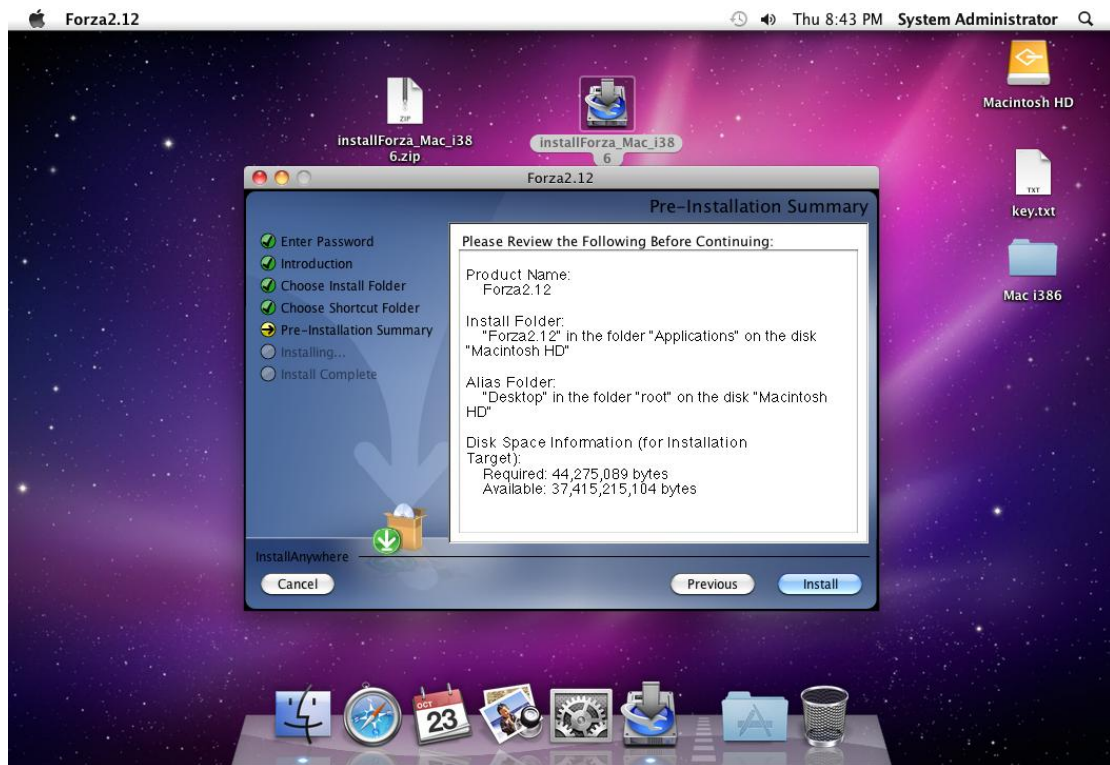 Forza2.12
Thu 8:43 PM System Administrator
Macintosh HD
ZIP
installForza_Mac_i38
6.zip
installForza_Mac_i38
6
TXT
key.txt
Mac i386
Forza2.12
Pre-Installation Summary
Enter Password
Introduction
Choose Install Folder
Choose Shortcut Folder
Pre-Installation Summary
Installing...
Install Complete
Please Review the Following Before Continuing:
Product Name:
Forza2.12
Install Folder:
"Forza2.12" in the folder "Applications" on the disk
"Macintosh HD"
Alias Folder:
"Desktop" in the folder "root" on the disk "Macintosh
HD"
Disk Space Information (for Installation
Target):
Required: 44,275,089 bytes
Available: 37,415,215,104 bytes
InstallAnywhere
Cancel
Previous
Install
OCT
23